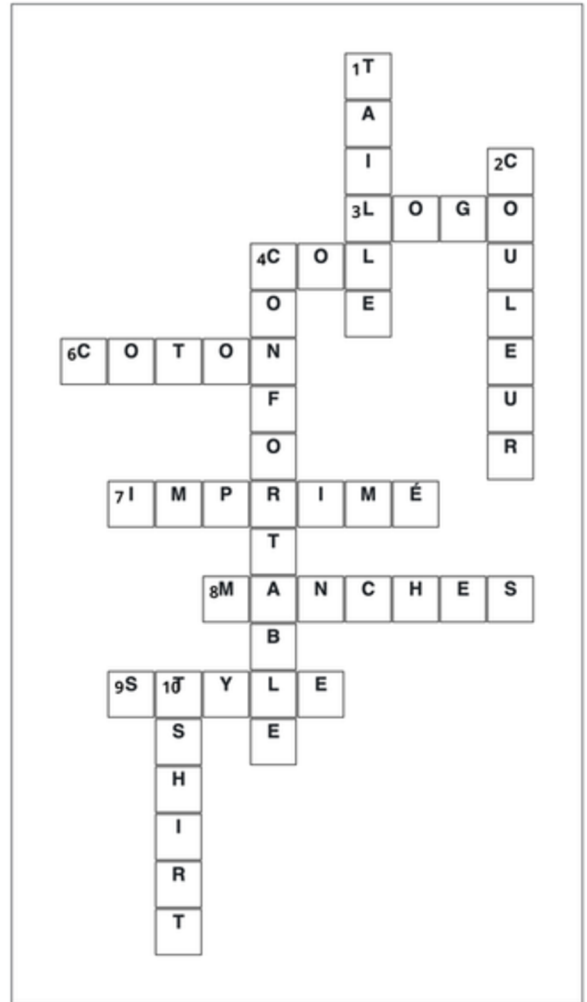 1T
A
I 2C
3L O G O
4C O L U
O E L
6C O T O N E
F U
O R
7I M P R I M É
T
8M A N C H E S
B
9S 10T Y L E
S E
H
I
R
T